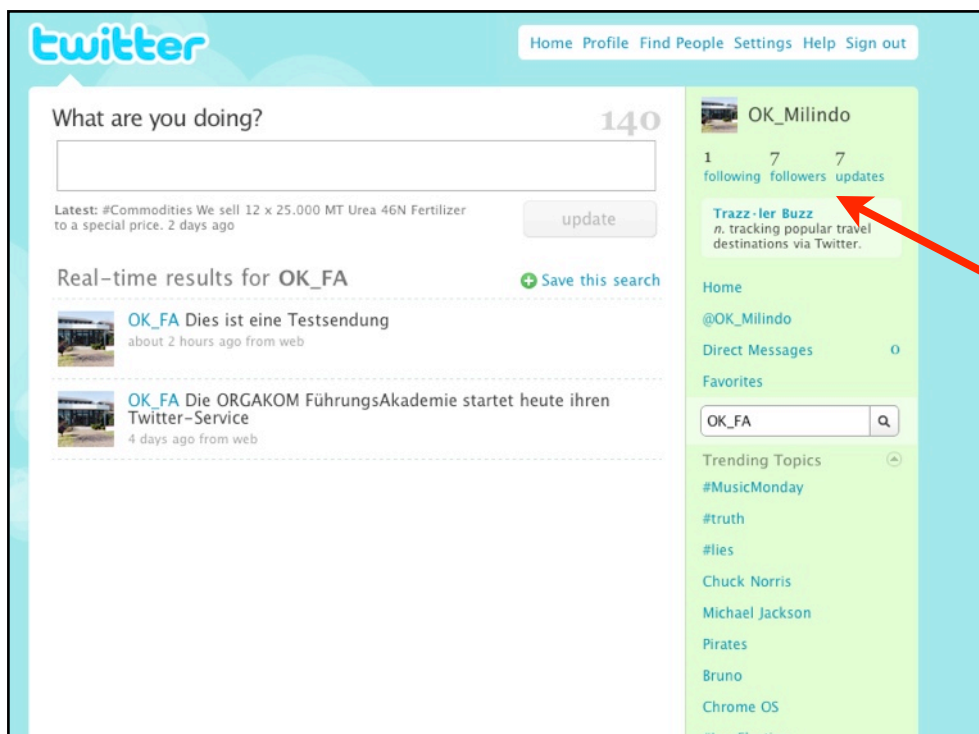 twitter
Home Profile Find People Settings Help Sign out
What are you doing?
140
Latest: #Commodities We sell 12 x 25.000 MT Urea 46N Fertilizer
to a special price. 2 days ago
update
Real-time results for OK_FA
Save this search
OK_FA Dies ist eine Testsendung
about 2 hours ago from web
OK_FA Die ORGAKOM FührungsAkademie startet heute ihren
Twitter-Service
4 days ago from web
OK_Milindo
1 7 7
following followers updates
Trazz·ler Buzz
n. tracking popular travel
destinations via Twitter.
Home
@OK_Milindo
Direct Messages 0
Favorites
OK_FA
Trending Topics
#MusicMonday
#truth
#lies
Chuck Norris
Michael Jackson
Pirates
Bruno
Chrome OS